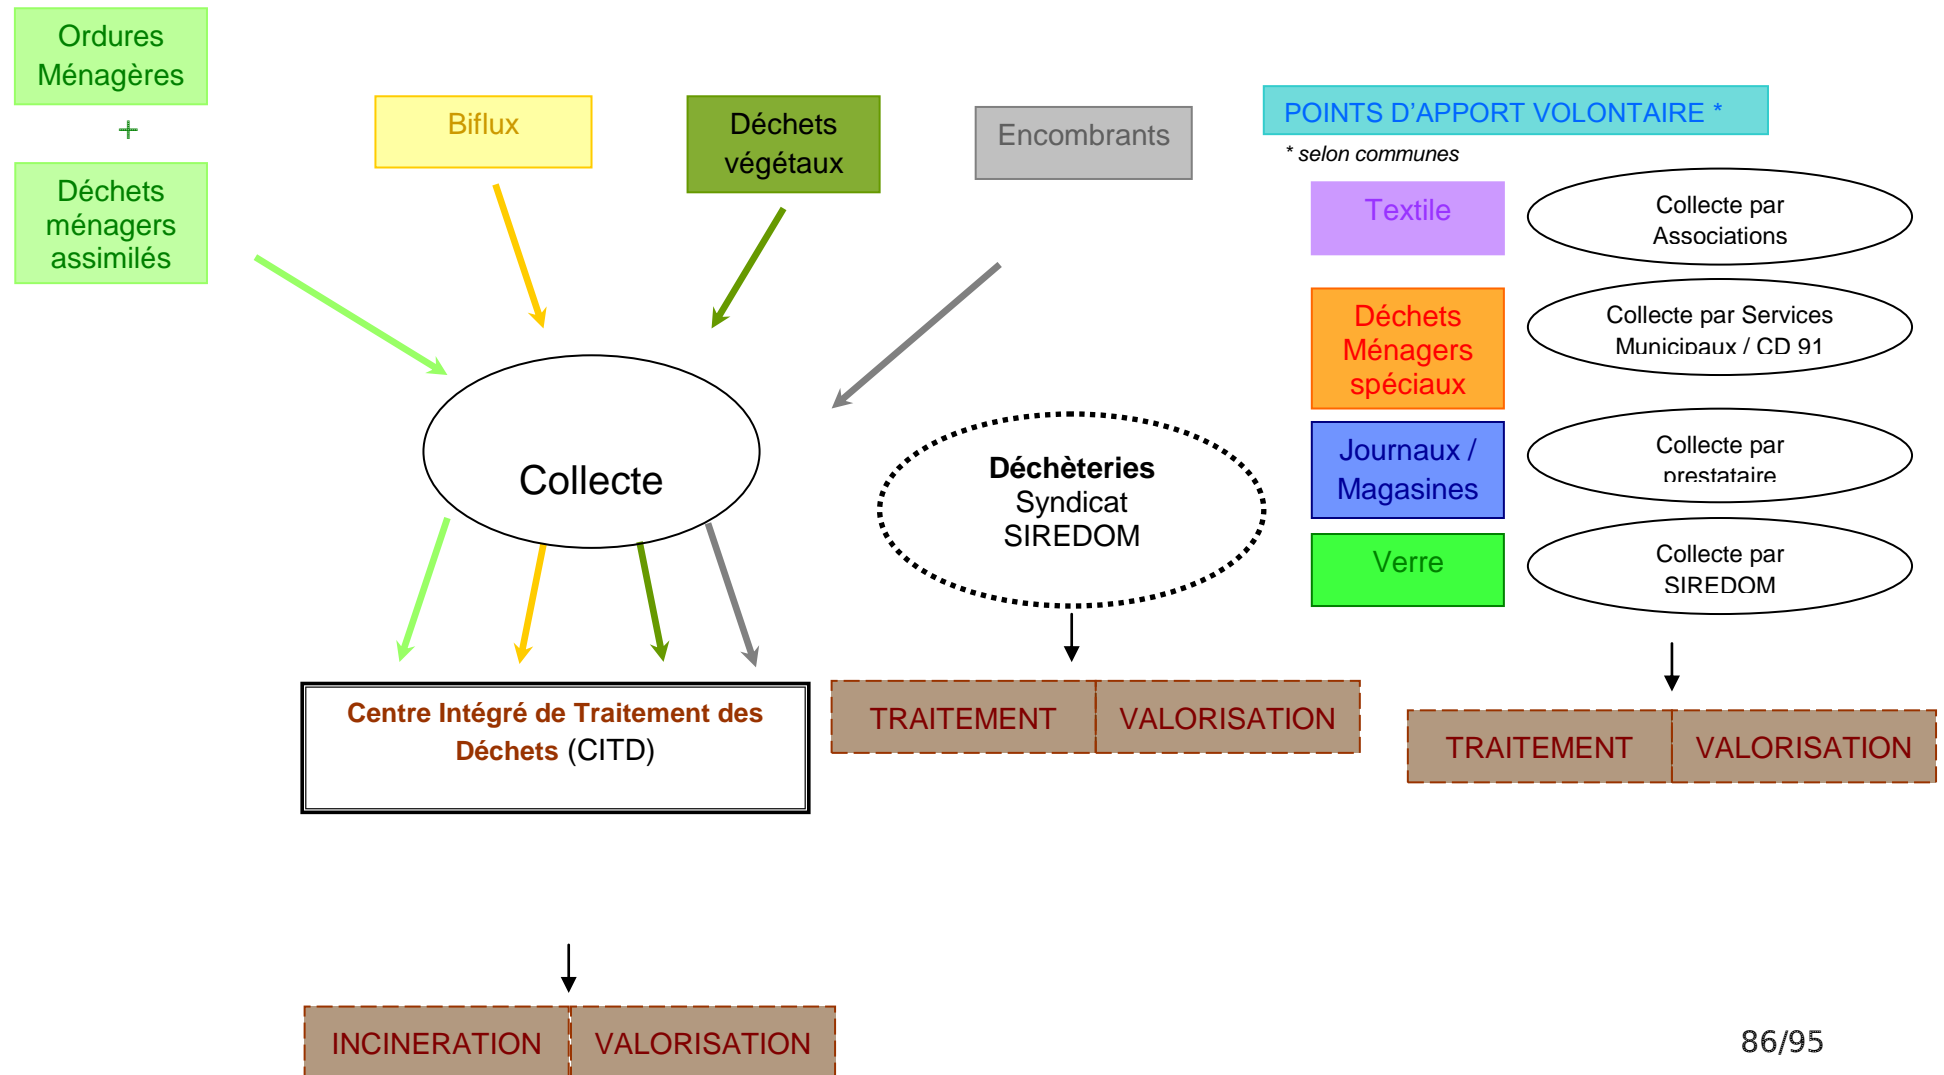 Ordures
Ménagères
+
Déchets
ménagers
assimilés
Biflux
Déchets
végétaux
Encombrants
POINTS D'APPORT VOLONTAIRE *
* selon communes
Textile
Collecte par
Associations
Déchets
Ménagers
spéciaux
Collecte par Services
Municipaux / CD 91
Journaux /
Magasines
Collecte par
prestataire
Verre
Collecte par
SIREDOM
Collecte
Déchèteries
Syndicat
SIREDOM
Centre Intégré de Traitement des
Déchets (CITD)
TRAITEMENT VALORISATION
TRAITEMENT VALORISATION
INCINERATION VALORISATION
86/95